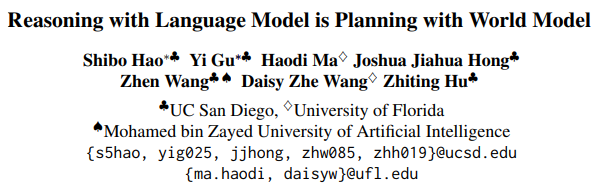 Reasoning with Language Model is Planning with World Model
Shibo Hao*♣ Yi Gu*♣ Haodi Ma♢ Joshua Jiahua Hong♣
Zhen Wang♣♠ Daisy Zhe Wang♢ Zhiting Hu♣
♣UC San Diego, ♢University of Florida
♠Mohamed bin Zayed University of Artificial Intelligence
{s5hao, yig025, jjhong, zhw085, zhh019}@ucsd.edu
{ma.haodi, daisyw}@ufl.edu